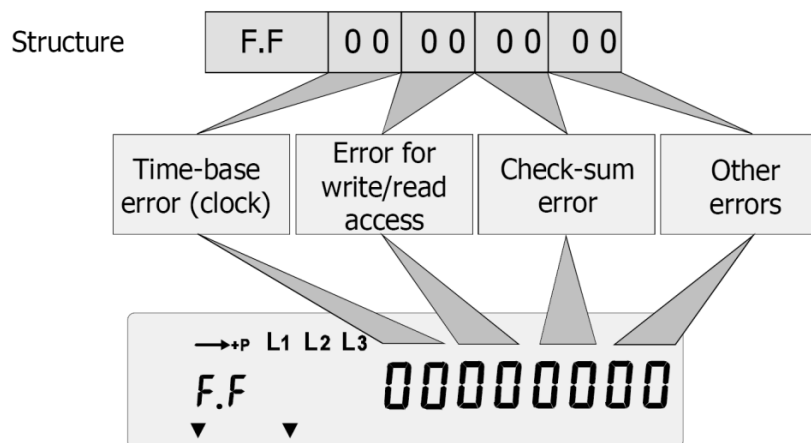 Structure F.F 00 00 00 00
Time-base
error (clock)
Error for
write/read
access
Check-sum
error
Other
errors
+P L1 L2 L3
F.F 00000000